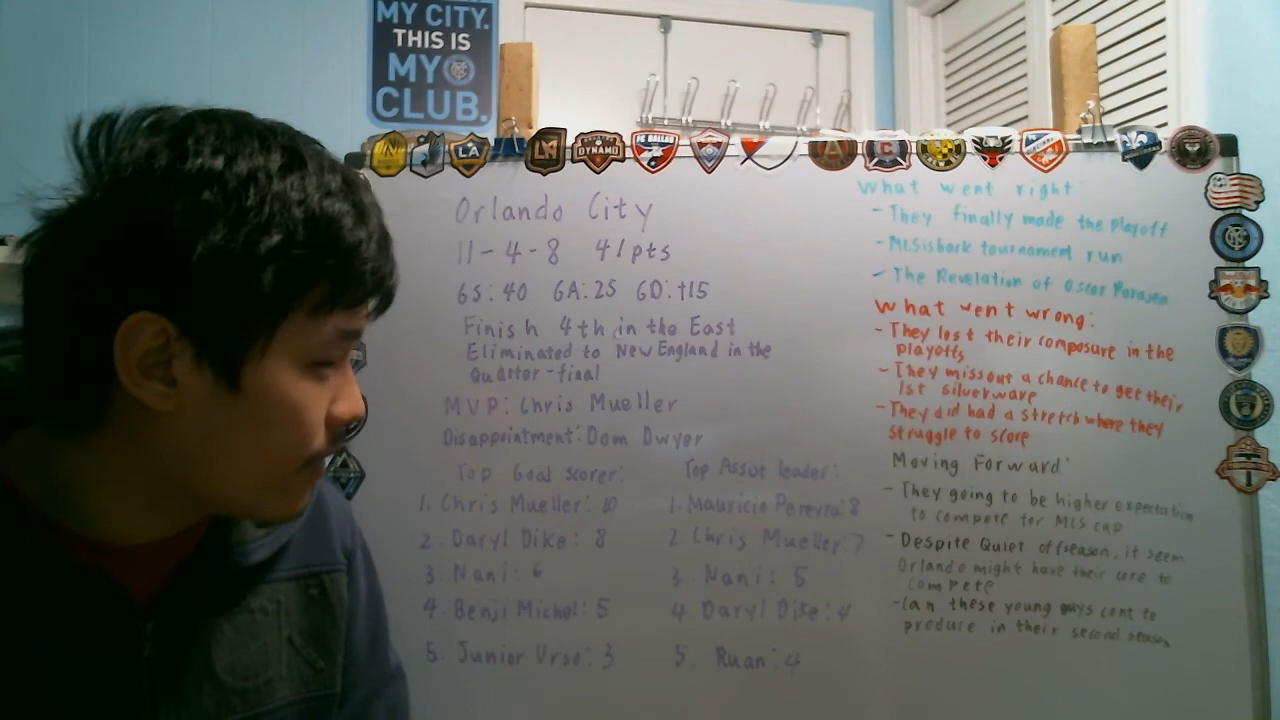 MY CITY.
THIS IS
MY
CLUB.
LA
DYNAMO
Orlando City
11-4-8 41pts
GS: 40 GA: 25 GD: +15
Finish 4th in the East
Eliminated to New England in the
Quarter-final
MVP: Chris Mueller
Disappointment: Dom Dwyer
Top Goal scorer:
1. Chris Mueller: 10
2. Daryl Dike: 8
3. Nani: 6
4. Benji Michel: 5
5. Junior Urso: 3
Top Assist leader:
1. Mauricio Pereyra: 8
2 Chris Mueller: 7
3. Nani: 5
4. Daryl Dike: 4
5. Ruan: 4
What went right:
- They finally made the Playoff
- MLSisback tournament run
- The Revelation of Oscar Pareja
What went wrong:
- They lost their composure in the
playoffs
- They missout a chance to get their
1st silverware
- They did had a stretch where they
struggle to score
Moving Forward:
- They going to be higher expectation
to compete for MLS cup
- Despite Quiet offseason, it seem
Orlando might have their core to
compete
- Can these young guys cont to
produce in their second season